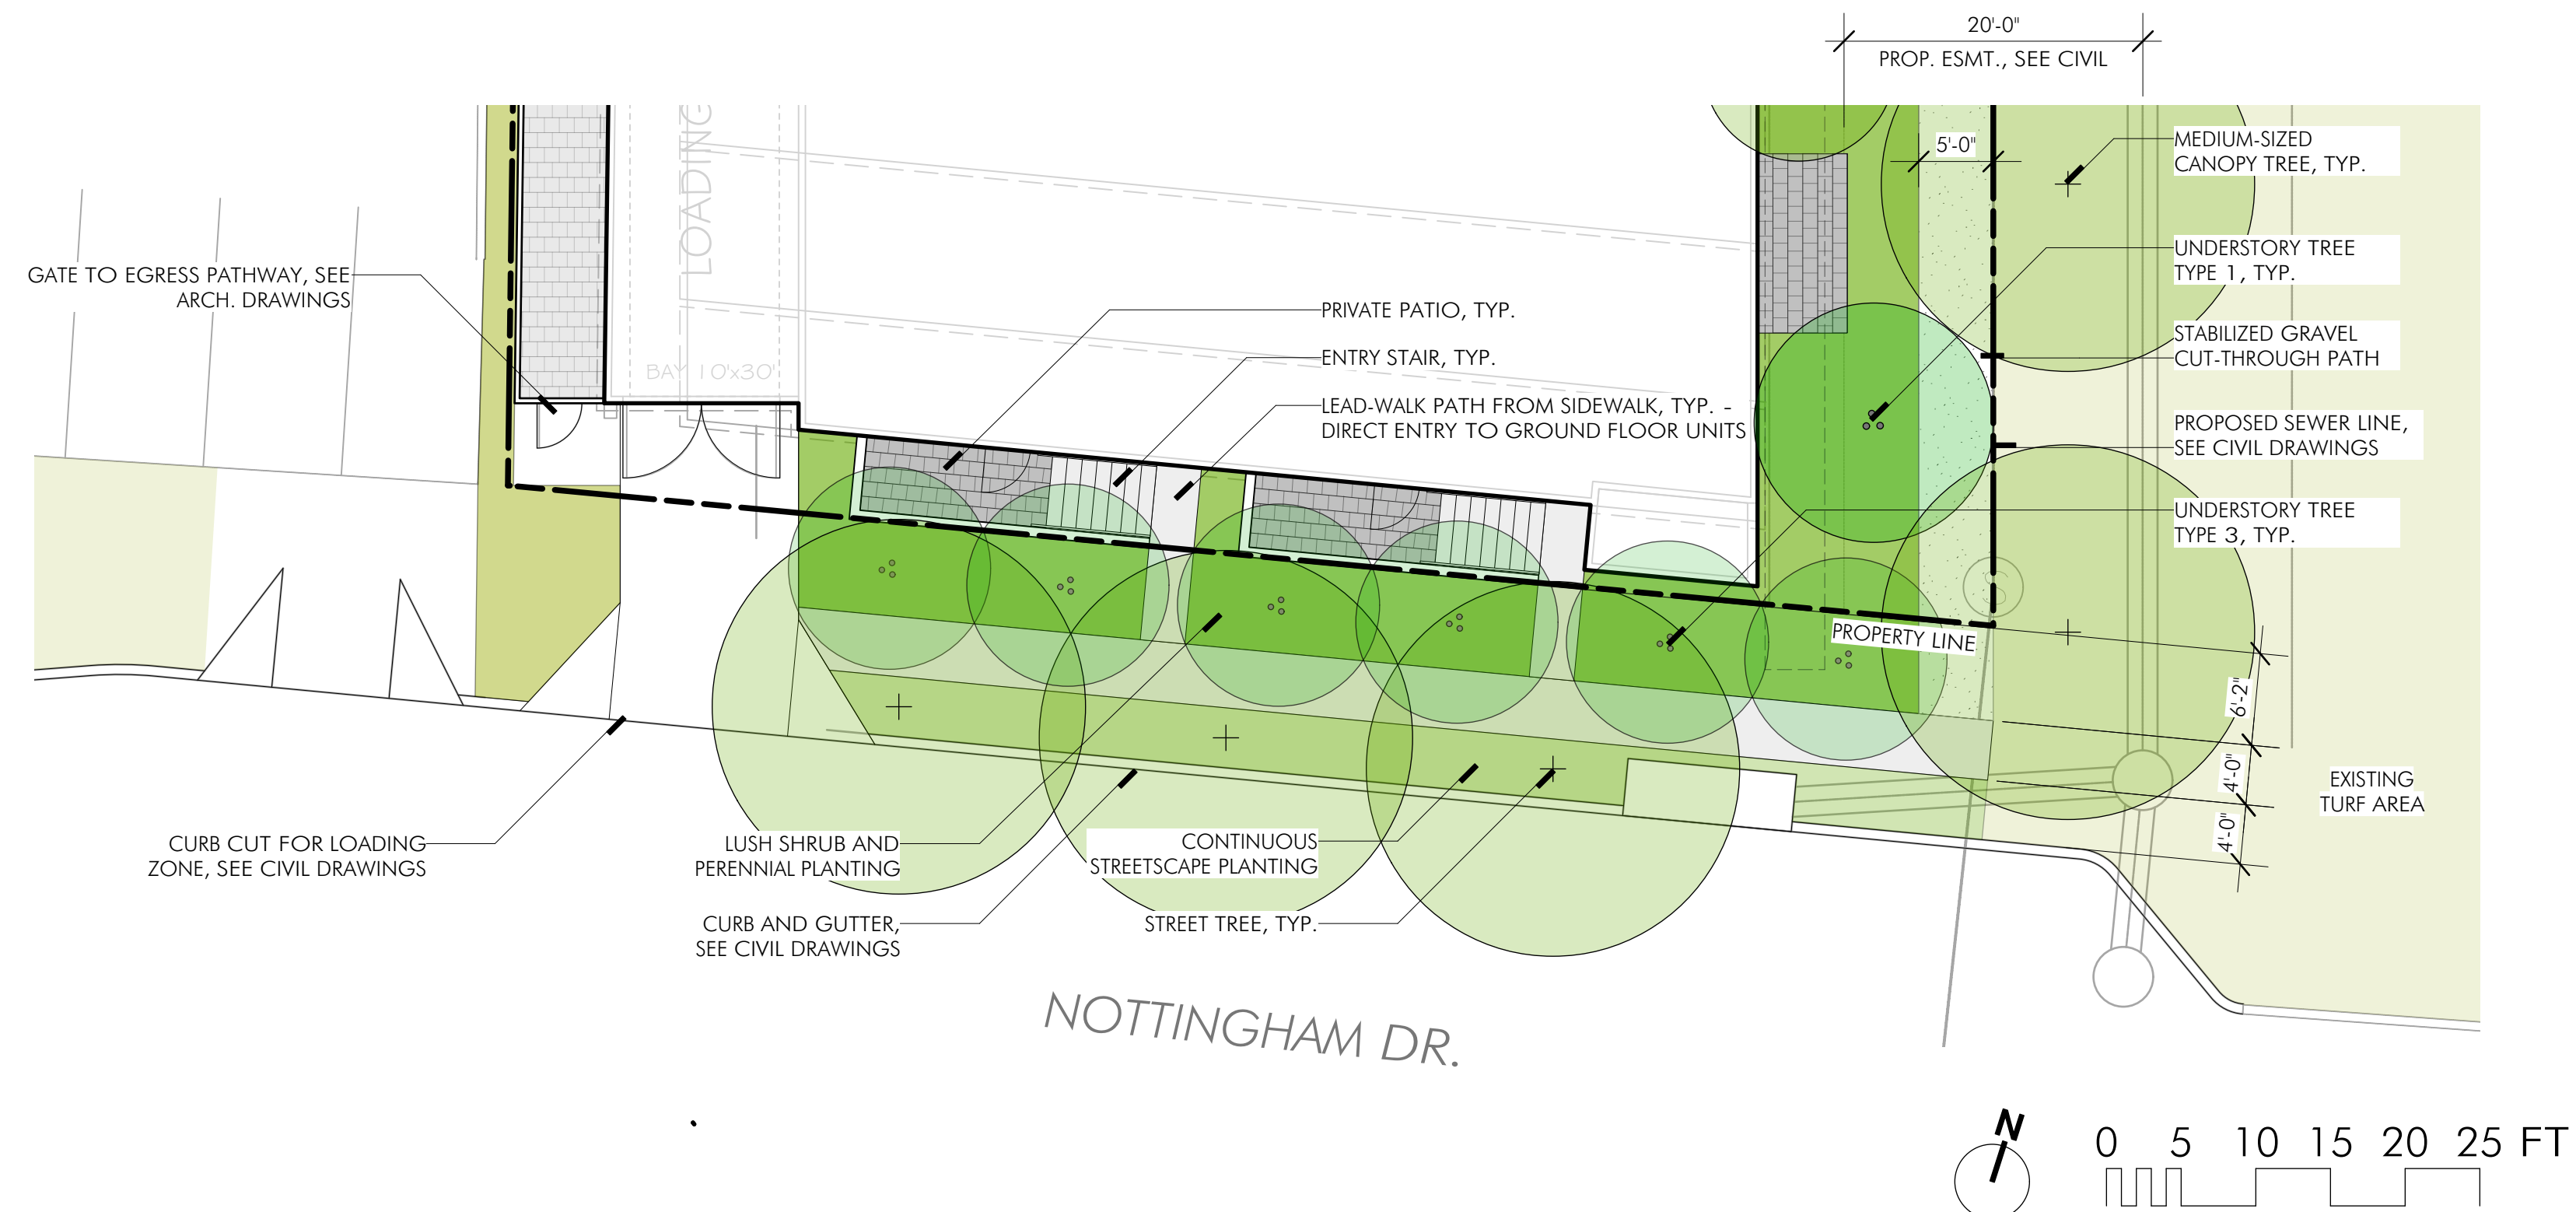 20'-0"
PROP. ESMT., SEE CIVIL
5'-0"
MEDIUM-SIZED
CANOPY TREE, TYP.
UNDERSTORY TREE
TYPE 1, TYP.
STABILIZED GRAVEL
CUT-THROUGH PATH
PROPOSED SEWER LINE,
SEE CIVIL DRAWINGS
UNDERSTORY TREE
TYPE 3, TYP.
LOADING
BAY 10'x30'
GATE TO EGRESS PATHWAY, SEE
ARCH. DRAWINGS
PRIVATE PATIO, TYP.
ENTRY STAIR, TYP.
LEAD-WALK PATH FROM SIDEWALK, TYP. -
DIRECT ENTRY TO GROUND FLOOR UNITS
S
PROPERTY LINE
6'-2"
4'-0"
4'-0"
EXISTING
TURF AREA
CURB CUT FOR LOADING
ZONE, SEE CIVIL DRAWINGS
LUSH SHRUB AND
PERENNIAL PLANTING
CURB AND GUTTER,
SEE CIVIL DRAWINGS
CONTINUOUS
STREETSCAPE PLANTING
STREET TREE, TYP.
NOTTINGHAM DR.
N
0 5 10 15 20 25 FT